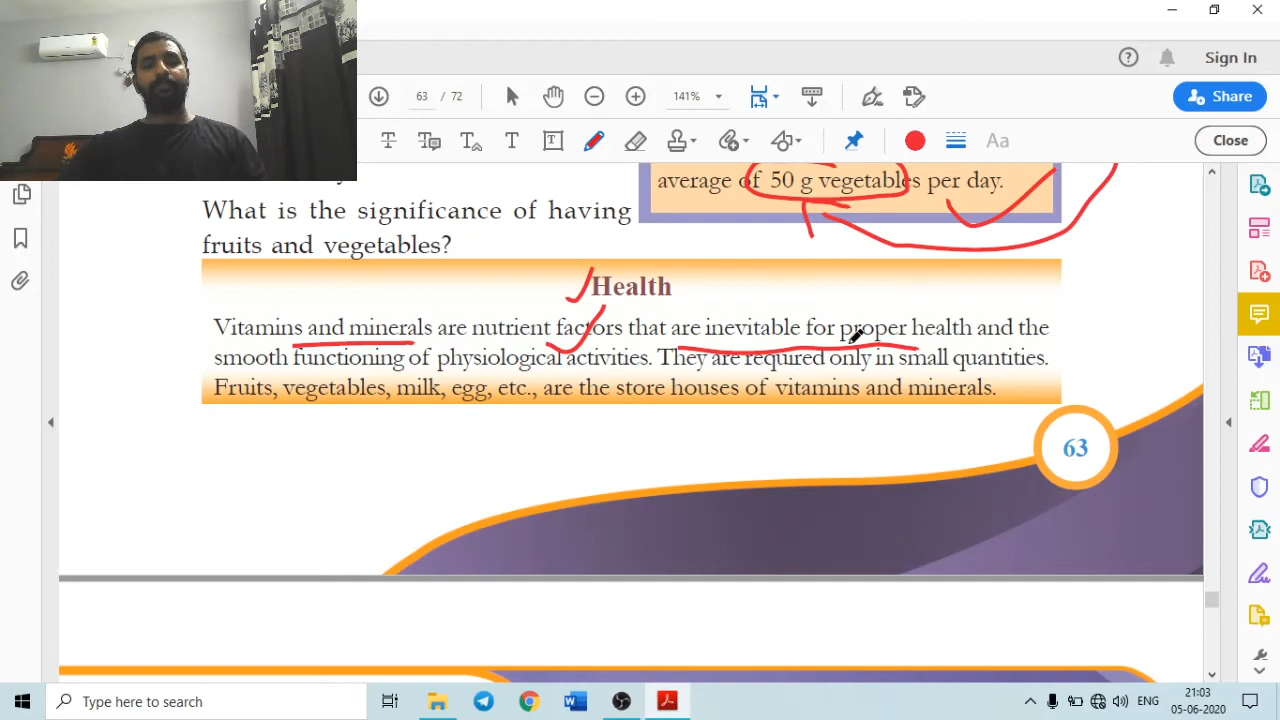 Sign In
63 / 72
141%
Share
Aa
Close
average of 50 g vegetables per day.
What is the significance of having
fruits and vegetables?
Health
Vitamins and minerals are nutrient factors that are inevitable for proper health and the
smooth functioning of physiological activities. They are required only in small quantities.
Fruits, vegetables, milk, egg, etc., are the store houses of vitamins and minerals.
63
Type here to search
ENG
21:03
05-06-2020